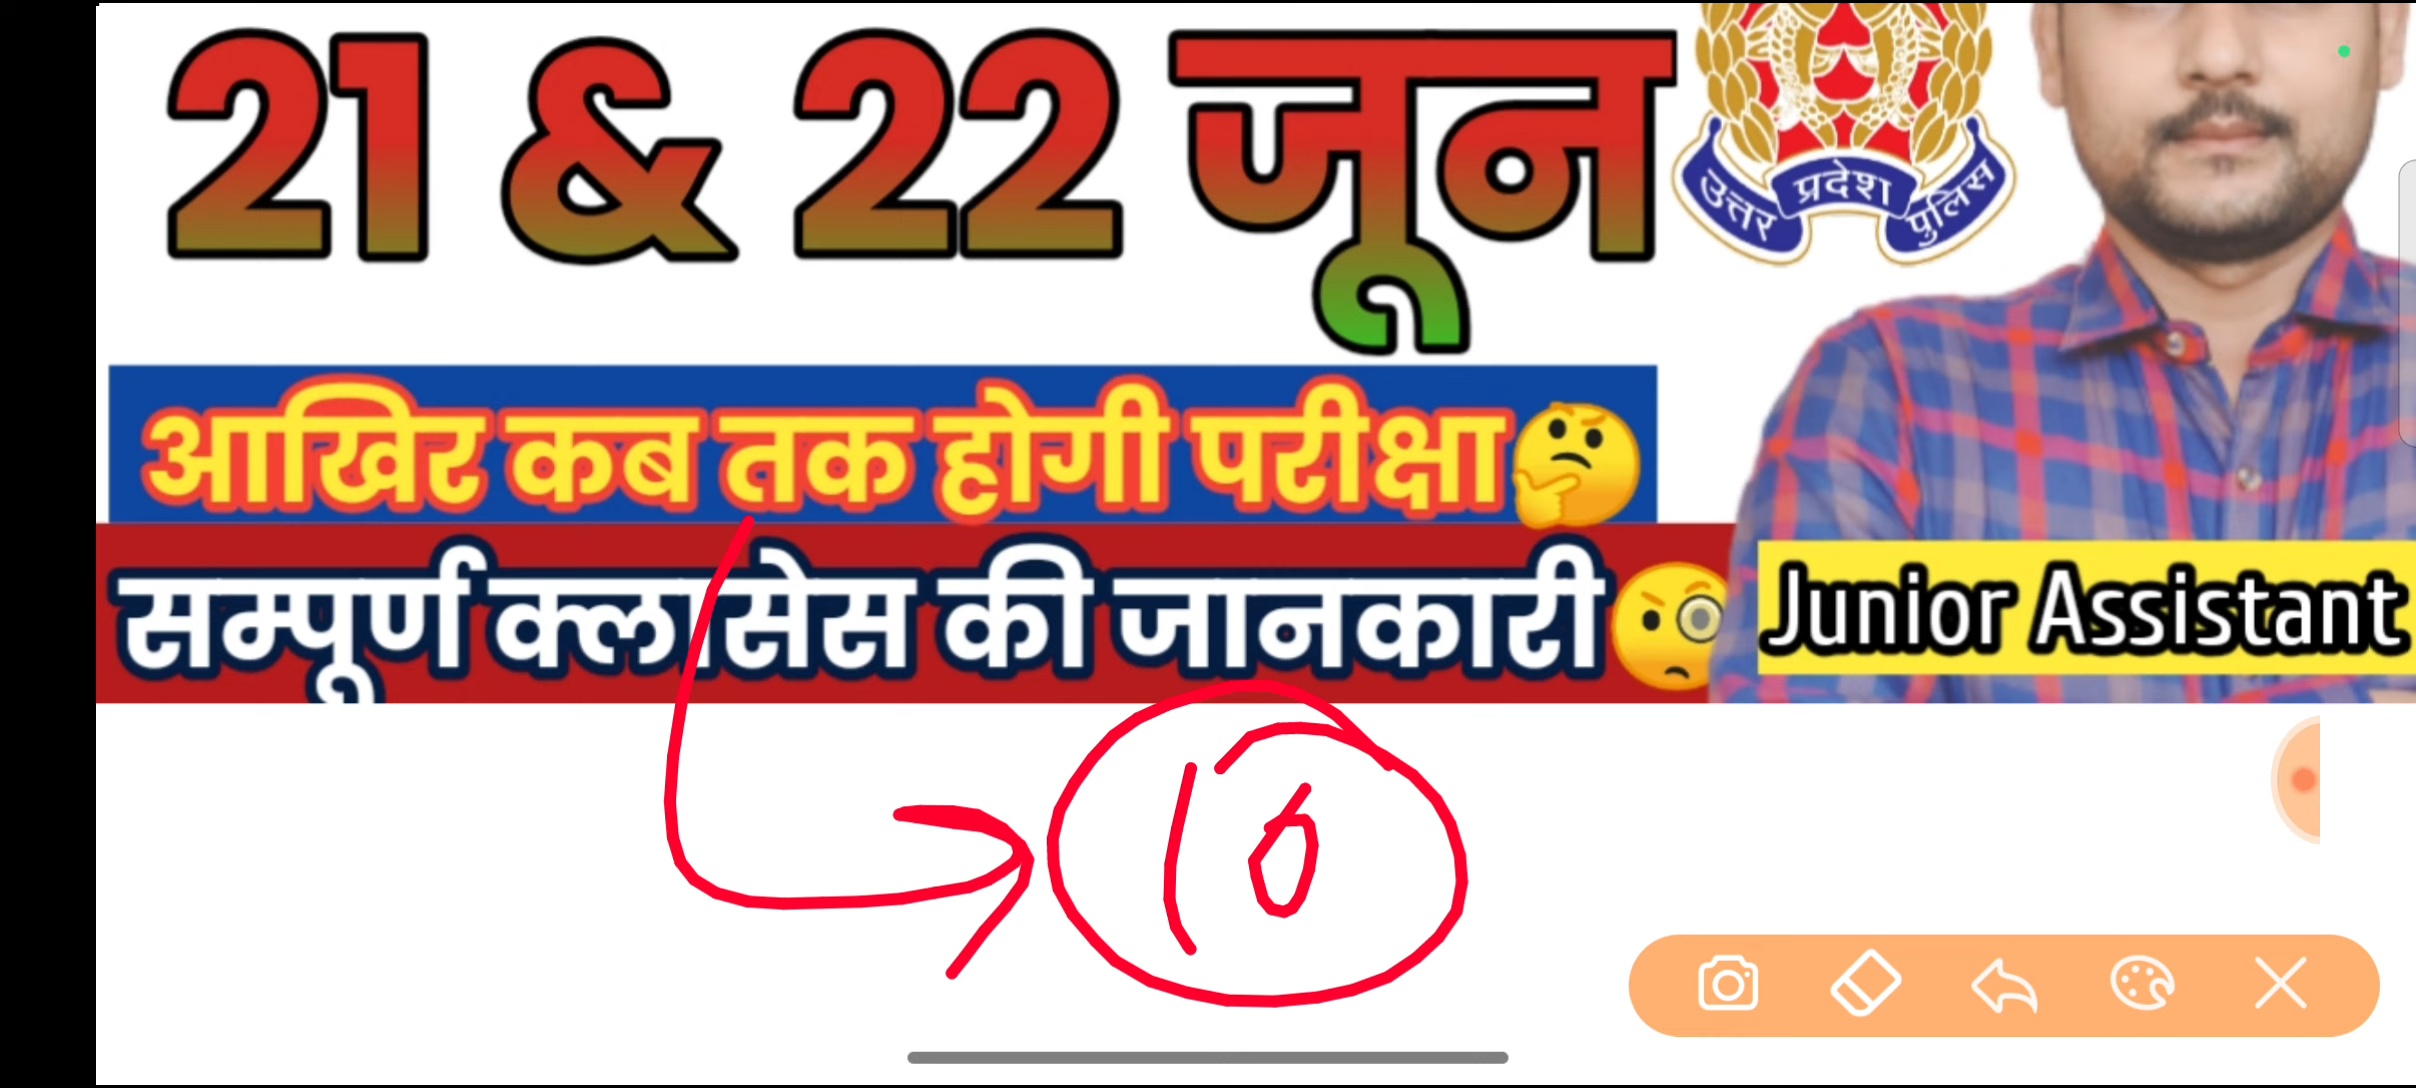 21 & 22 जून
उत्तर प्रदेश पुलिस
आखिर कब तक होगी परीक्षा🤔
सम्पूर्ण क्लासेस की जानकारी🧐
Junior Assistant
10